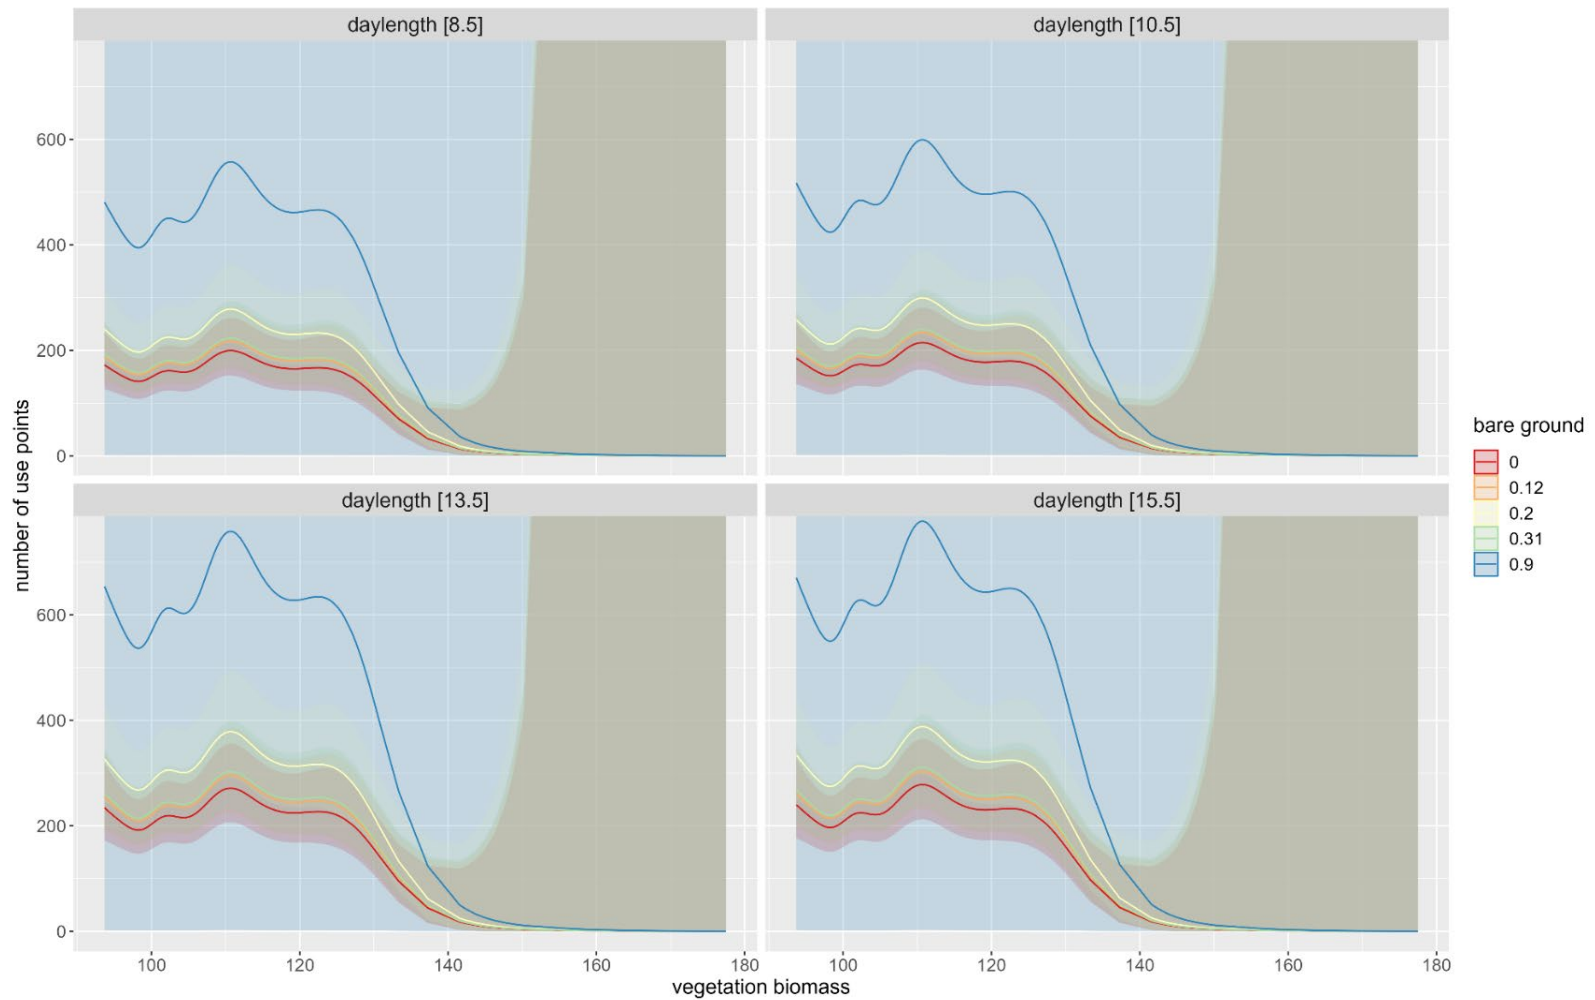 daylength [8.5]
daylength [10.5]
600
400
200
0
daylength [13.5]
daylength [15.5]
600
400
200
0
100 120 140 160 180
100 120 140 160 180
number of use points
vegetation biomass
bare ground
0
0.12
0.2
0.31
0.9